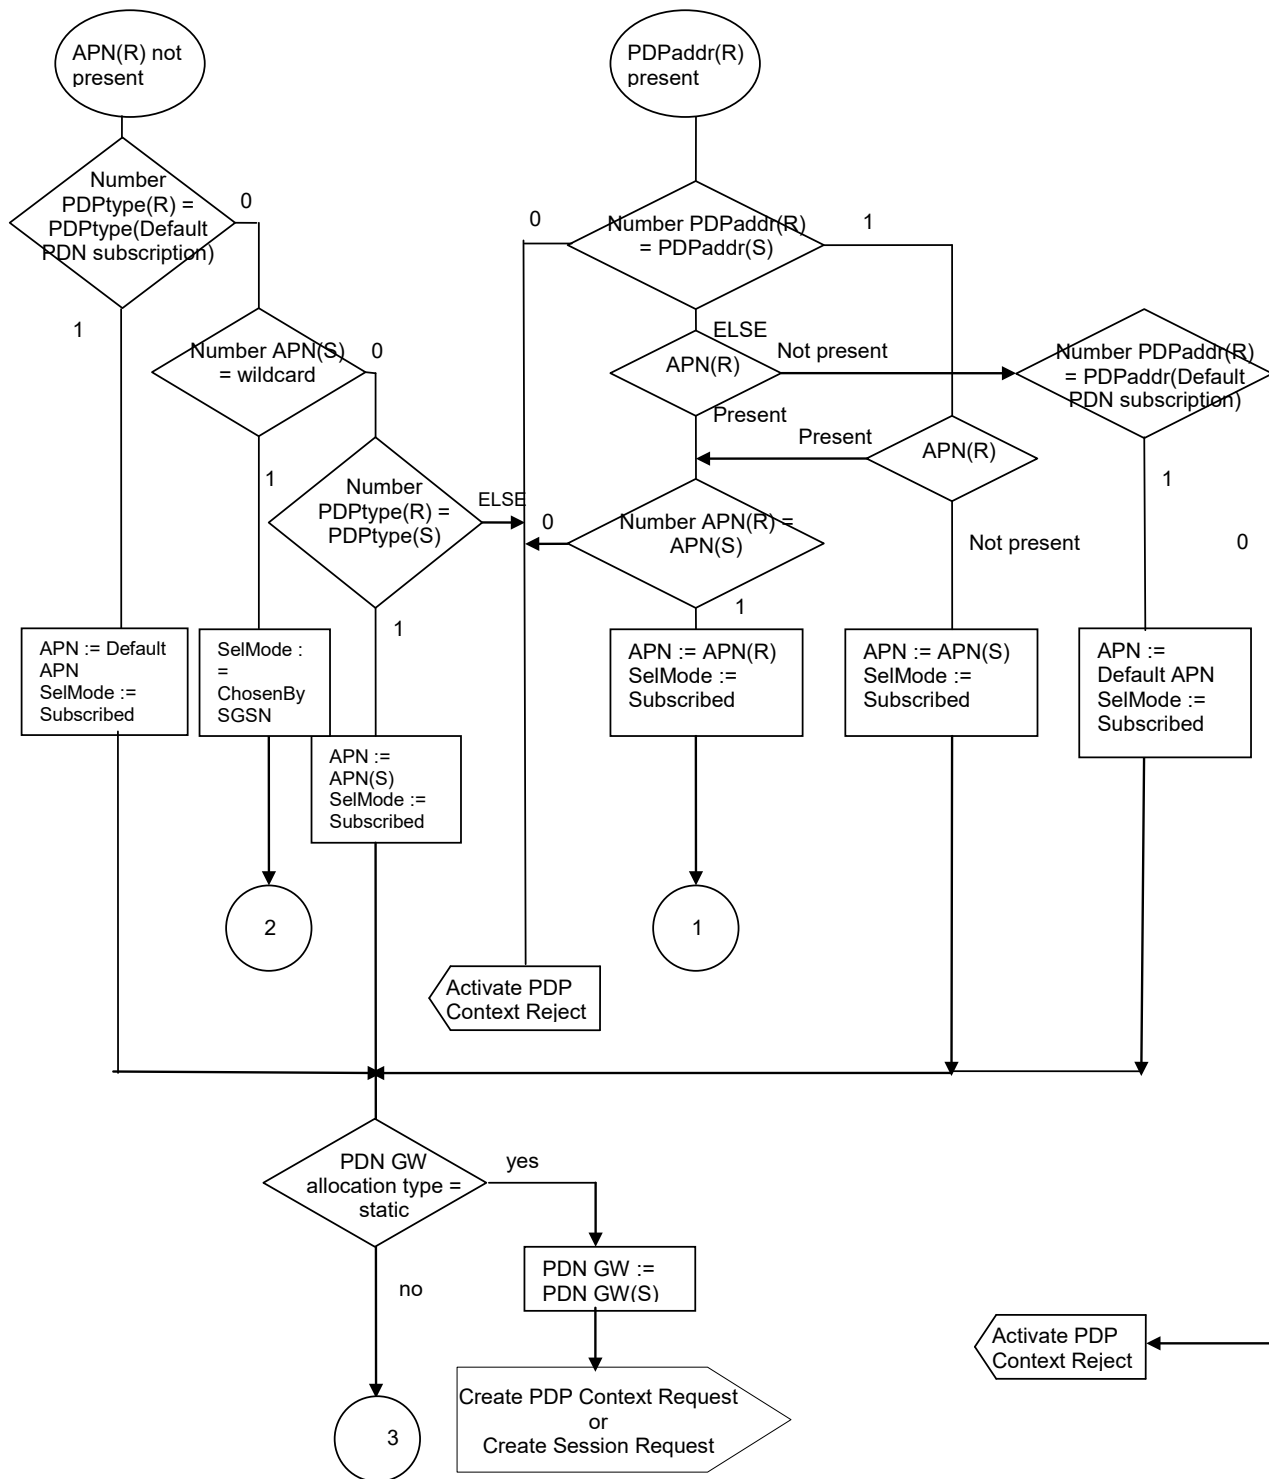 APN(R) not
present
PDPaddr(R)
present
Number
PDPtype(R) =
PDPtype(Default
PDN subscription)
0
1
Number PDPaddr(R)
= PDPaddr(S)
0
1
Number APN(S)
= wildcard
0
1
ELSE
APN(R)
Not present
Present
Number PDPaddr(R)
= PDPaddr(Default
PDN subscription)
1
0
Present
APN(R)
Not present
Number
PDPtype(R) =
PDPtype(S)
ELSE
1
0
Number APN(R) =
APN(S)
1
APN := Default
APN
SelMode :=
Subscribed
SelMode :
=
ChosenBy
SGSN
APN :=
APN(S)
SelMode :=
Subscribed
APN := APN(R)
SelMode :=
Subscribed
APN := APN(S)
SelMode :=
Subscribed
APN :=
Default APN
SelMode :=
Subscribed
2
1
Activate PDP
Context Reject
PDN GW
allocation type =
static
yes
no
PDN GW :=
PDN GW(S)
Activate PDP
Context Reject
Create PDP Context Request
or
Create Session Request
3